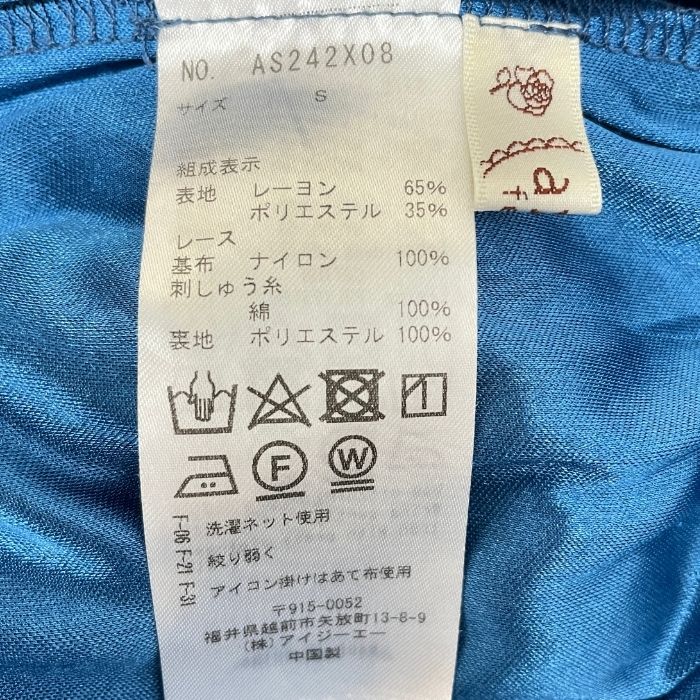 NO. AS242X08
サイズ S
組成表示
表地 レーヨン 65%
ポリエステル 35%
レース
基布 ナイロン 100%
刺しゅう糸
綿 100%
裏地 ポリエステル 100%
F
W
F-06 F-21 F-31
洗濯ネット使用
絞り弱く
アイロン掛けはあて布使用
〒915-0052
福井県越前市矢放町13-8-9
(株)アイジーエー
中国製